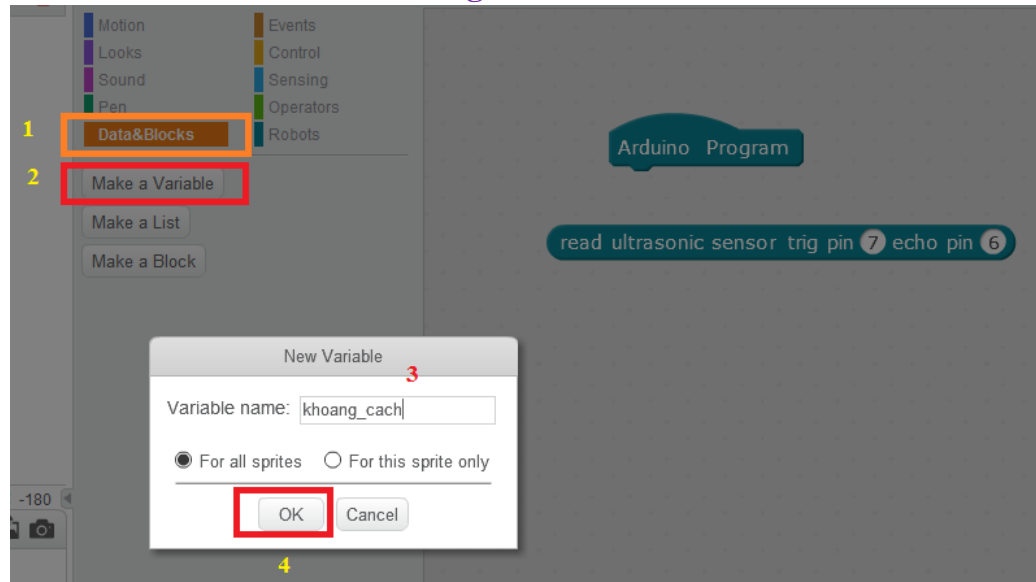 Motion
Events
Looks
Control
Sound
Sensing
Pen
Operators
1
Data&Blocks
Robots
2
Make a Variable
Make a List
Make a Block
Arduino Program
read ultrasonic sensor trig pin 7 echo pin 6
New Variable
3
Variable name: khoang_cach
For all sprites
For this sprite only
OK
Cancel
4
-180